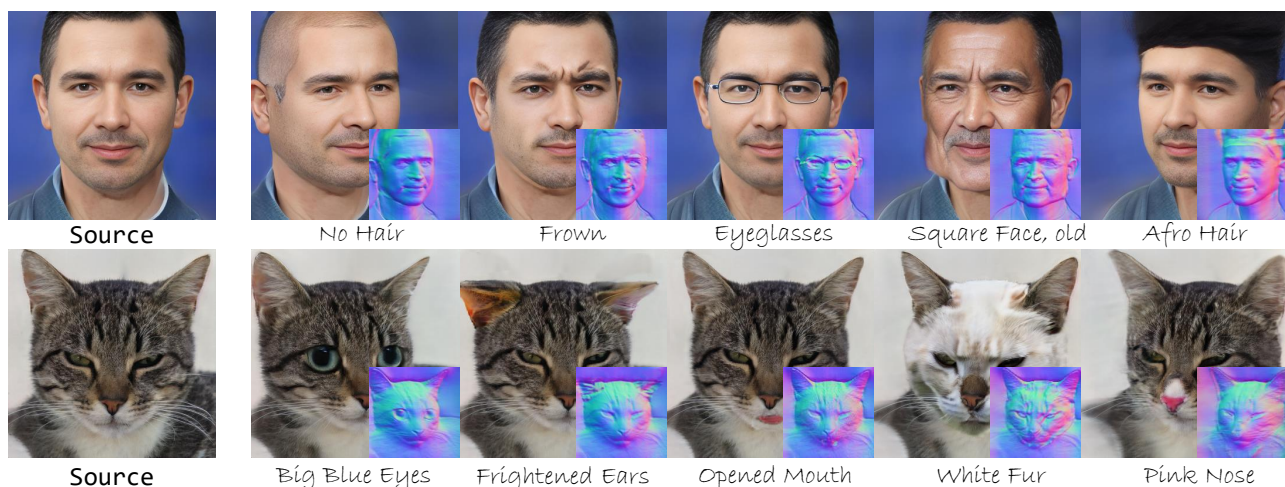 Source No Hair Frown Eyeglasses Square Face, old Afro Hair
Source Big Blue Eyes Frightened Ears Opened Mouth White Fur Pink Nose